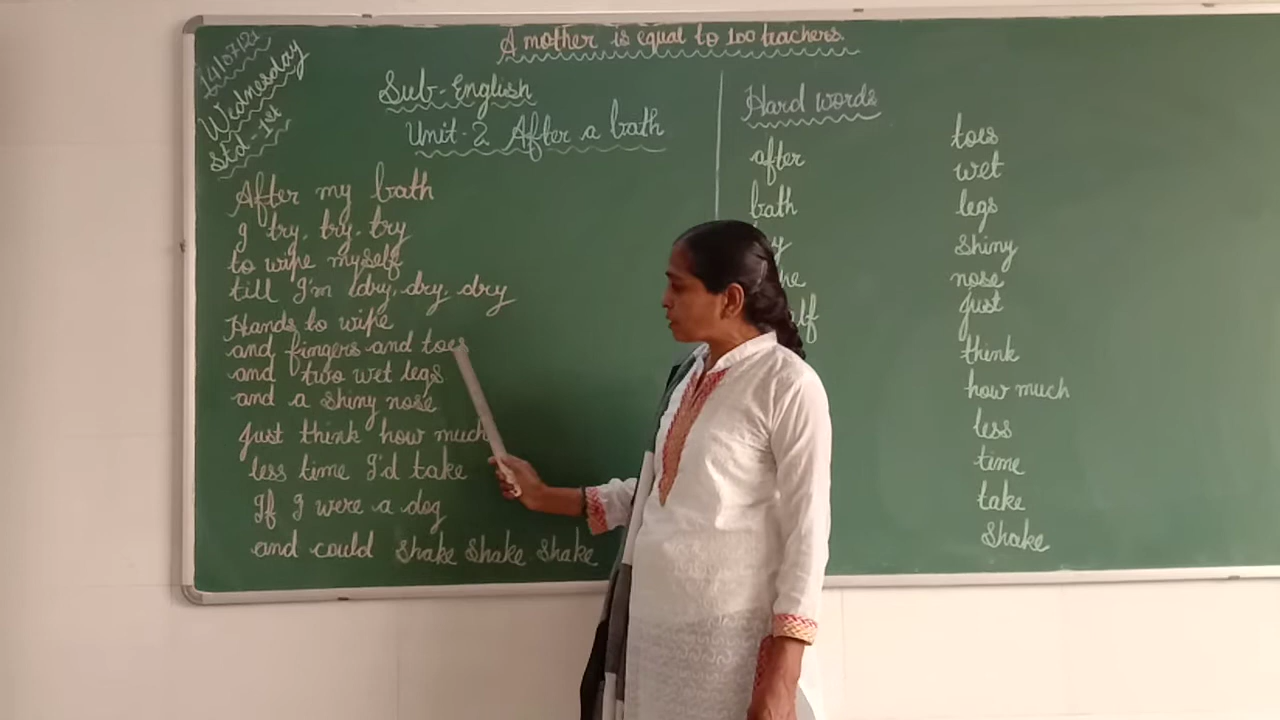 A mother is equal to 100 teachers.
14/07/21
Wednesday
Std - 1st
Sub - English
Unit - 2 After a bath
After my bath
I try, try, try
to wipe myself
till I'm dry, dry, dry
Hands to wipe
and fingers and toes
and two wet legs
and a shiny nose
Just think how much
less time I'd take
If I were a dog
and could shake shake shake
Hard words
after
bath
toes
wet
legs
shiny
nose
just
think
how much
less
time
take
shake